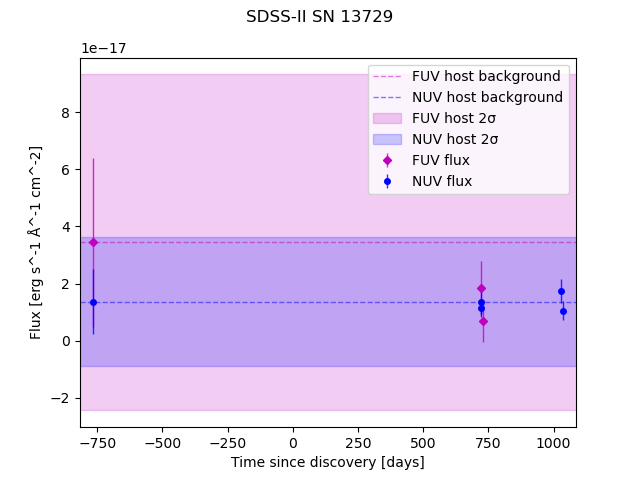 SDSS-II SN 13729
1e−17
FUV host background
NUV host background
FUV host 2σ
NUV host 2σ
FUV flux
NUV flux
8
6
4
2
0
−2
Flux [erg s^-1 Å^-1 cm^-2]
−750 −500 −250 0 250 500 750 1000
Time since discovery [days]